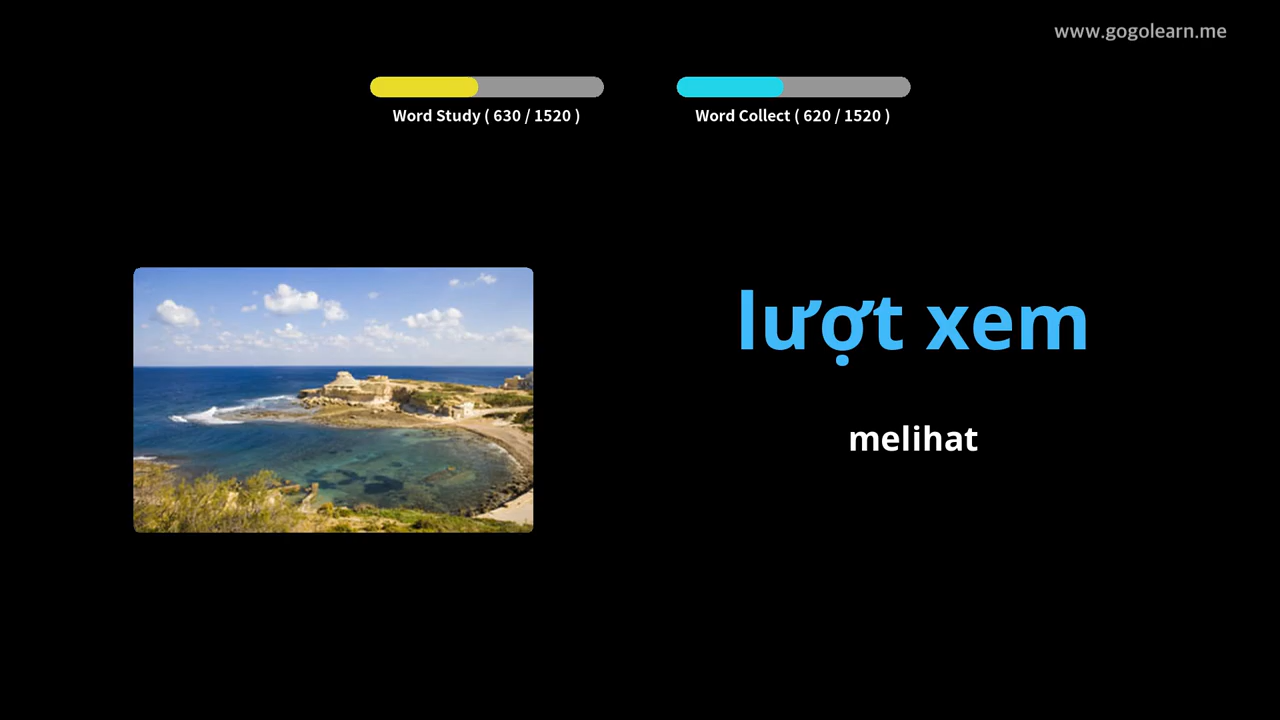 www.gogolearn.me
Word Study ( 630 / 1520 )
Word Collect ( 620 / 1520 )
lượt xem
melihat